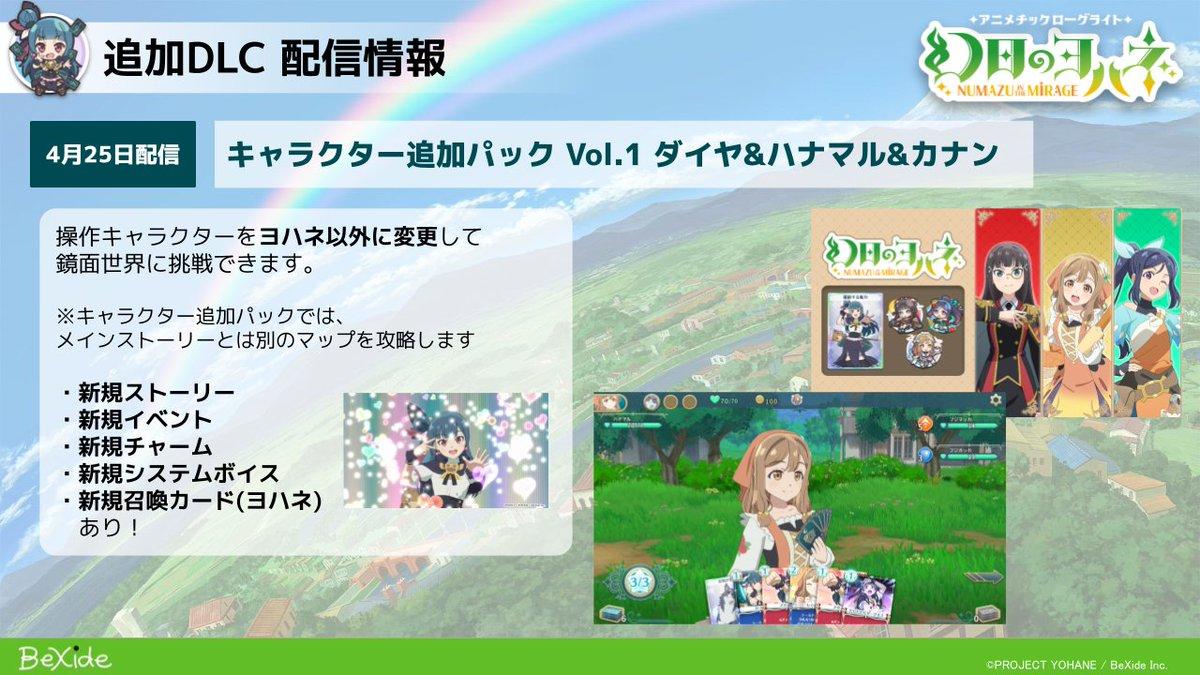 追加DLC 配信情報
・アニメチックローグライト・
幻日のヨハネ
NUMAZU in the MIRAGE
4月25日配信
キャラクター追加パック Vol.1 ダイヤ&ハナマル&カナン
操作キャラクターをヨハネ以外に変更して
鏡面世界に挑戦できます。
※キャラクター追加パックでは、
メインストーリーとは別のマップを攻略します
・新規ストーリー
・新規イベント
・新規チャーム
・新規システムボイス
・新規召喚カード(ヨハネ)
あり！
幻日のヨハネ
NUMAZU in the MIRAGE
70/70
100
ハナマル
3/3
BeXide
©PROJECT YOHANE / BeXide Inc.